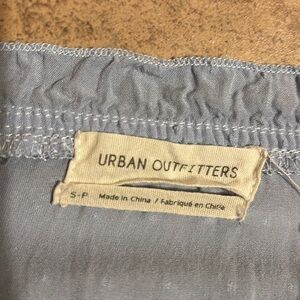 URBAN OUTFITTERS
S-P Made in China / Fabriqué en Chine